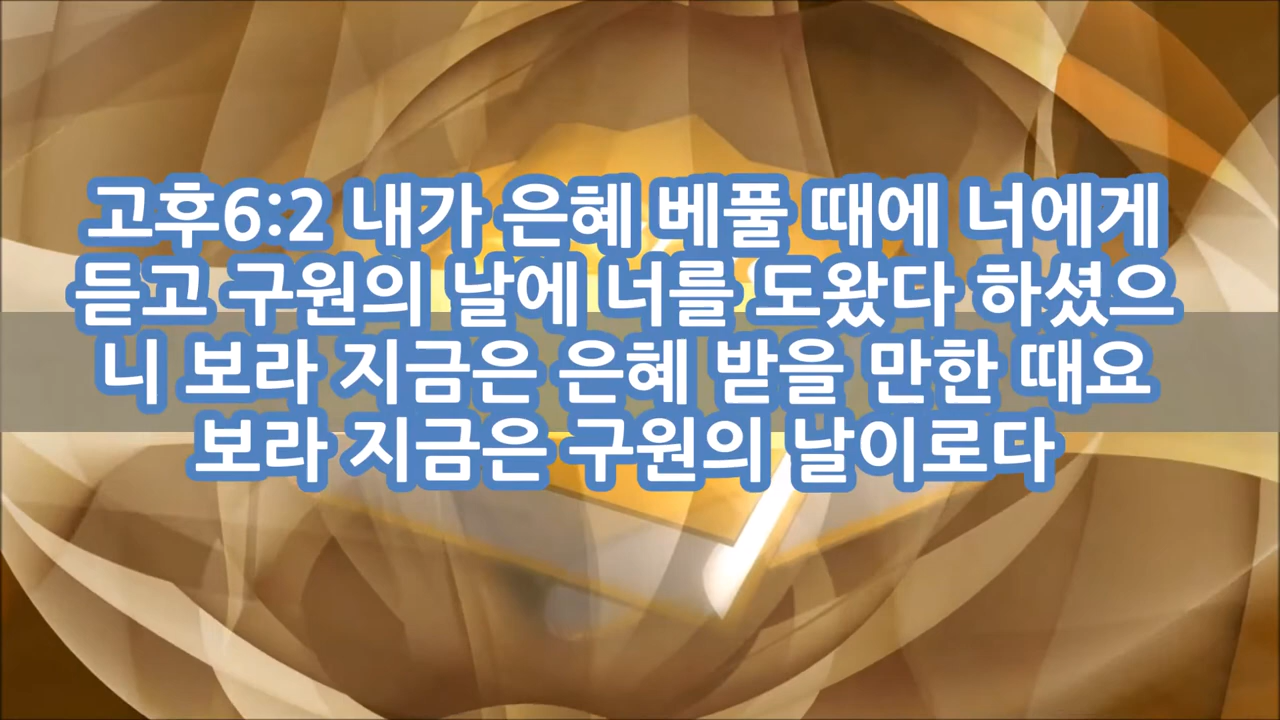 고후6:2 내가 은혜 베풀 때에 너에게
듣고 구원의 날에 너를 도왔다 하셨으
니 보라 지금은 은혜 받을 만한 때요
보라 지금은 구원의 날이로다